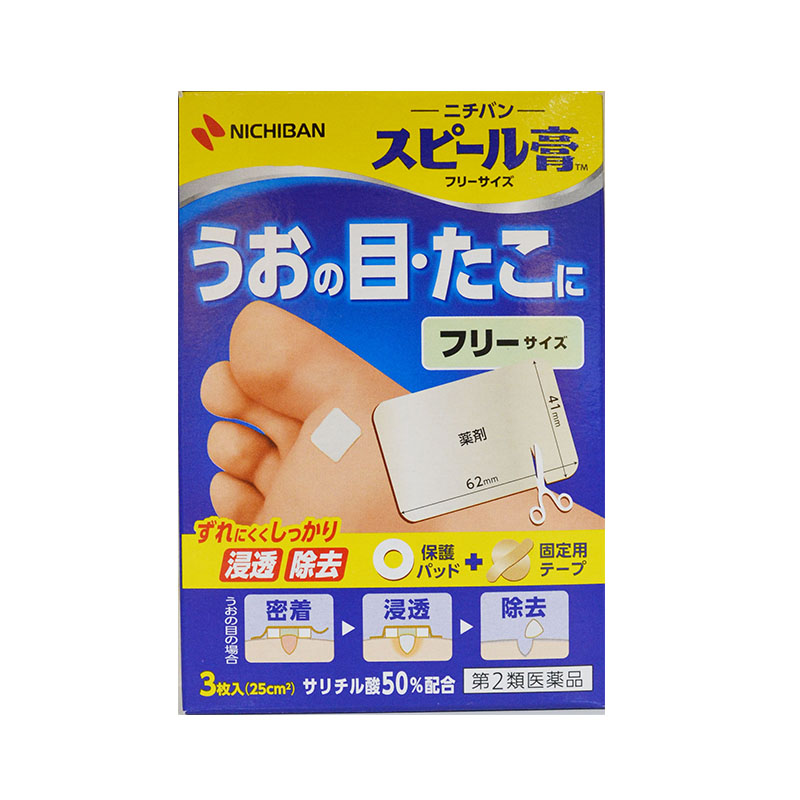 NICHIBAN
ニチバン
スピール膏™
フリーサイズ
うおの目・たこに
フリーサイズ
41mm
薬剤
62mm
ずれにくくしっかり
浸透 除去
保護パッド
+
固定用テープ
うおの目の場合
密着
浸透
除去
3枚入(25cm²) サリチル酸50%配合 第2類医薬品